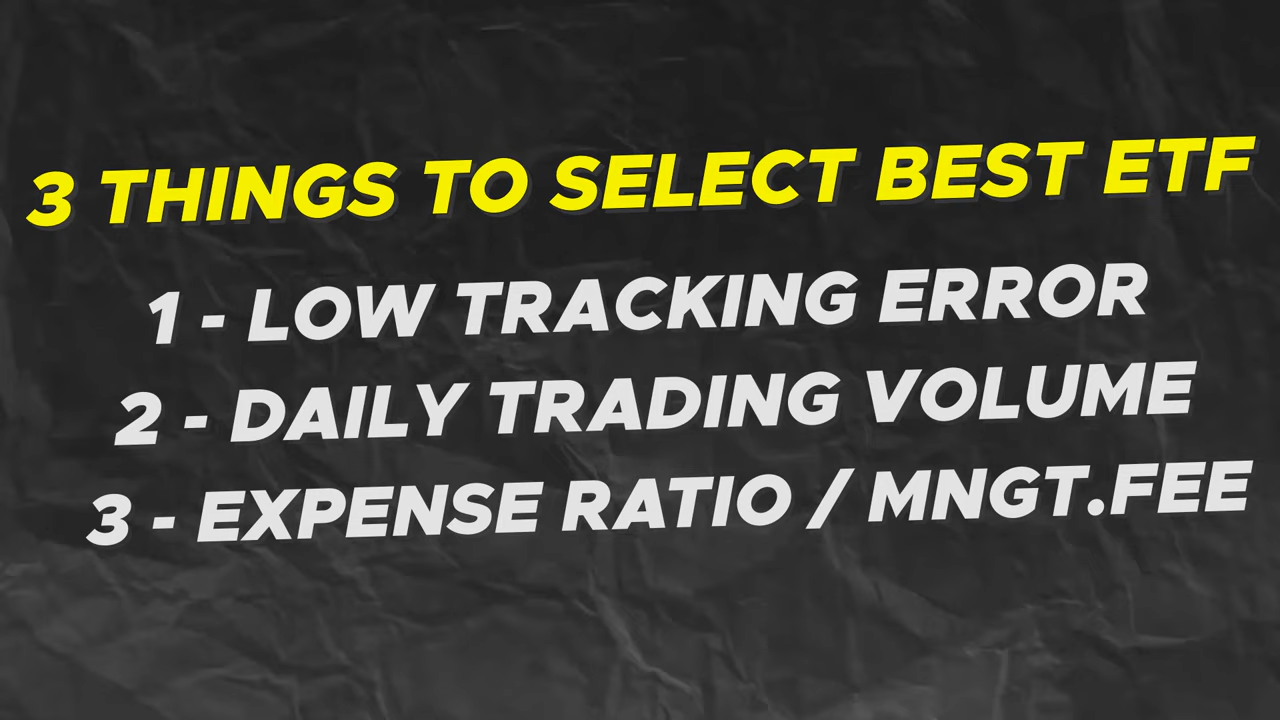 3 THINGS TO SELECT BEST ETF
1 - LOW TRACKING ERROR
2 - DAILY TRADING VOLUME
3 - EXPENSE RATIO / MNGT.FEE